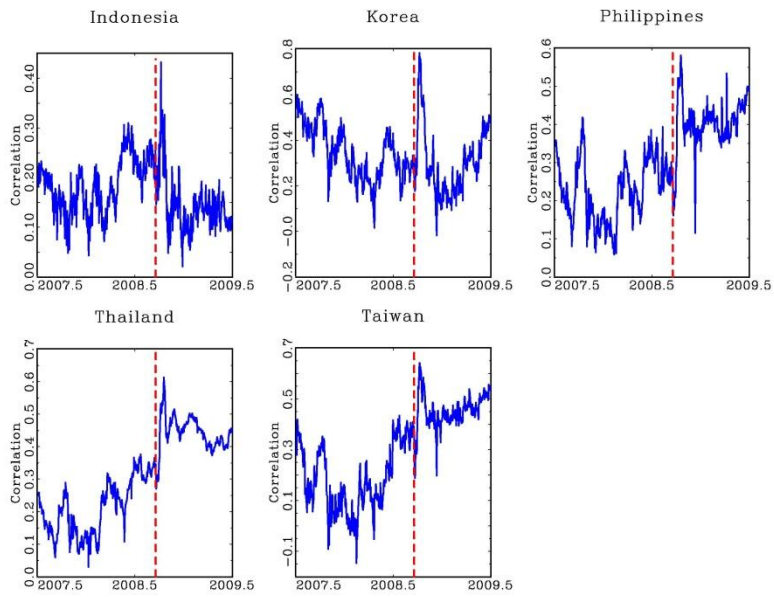 Indonesia
Korea
Philippines
Correlation
0.00 0.10 0.20 0.30 0.40
2007.5 2008.5 2009.5
Correlation
−0.2 −0.0 0.2 0.4 0.6 0.8
2007.5 2008.5 2009.5
Correlation
0 0.1 0.2 0.3 0.4 0.5 0.6
2007.5 2008.5 2009.5
Thailand
Taiwan
Correlation
0 0.1 0.2 0.3 0.4 0.5 0.6 0.7
2007.5 2008.5 2009.5
Correlation
−0.1 0.1 0.3 0.5 0.7
2007.5 2008.5 2009.5